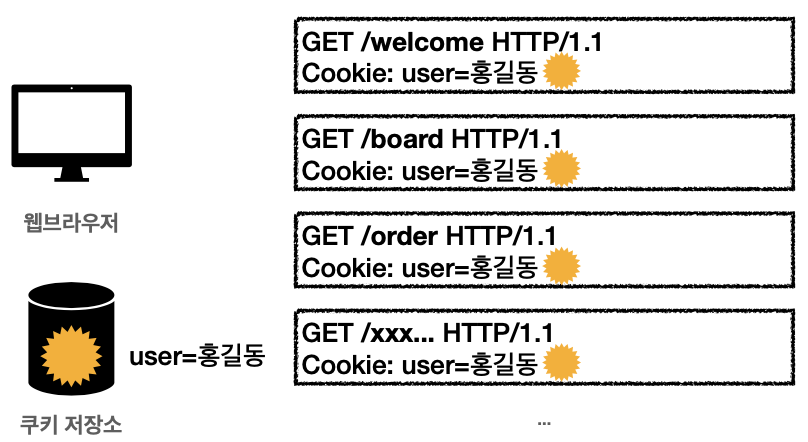 GET /welcome HTTP/1.1
Cookie: user=홍길동
GET /board HTTP/1.1
Cookie: user=홍길동
웹브라우저
GET /order HTTP/1.1
Cookie: user=홍길동
GET /xxx... HTTP/1.1
Cookie: user=홍길동
user=홍길동
쿠키 저장소
...